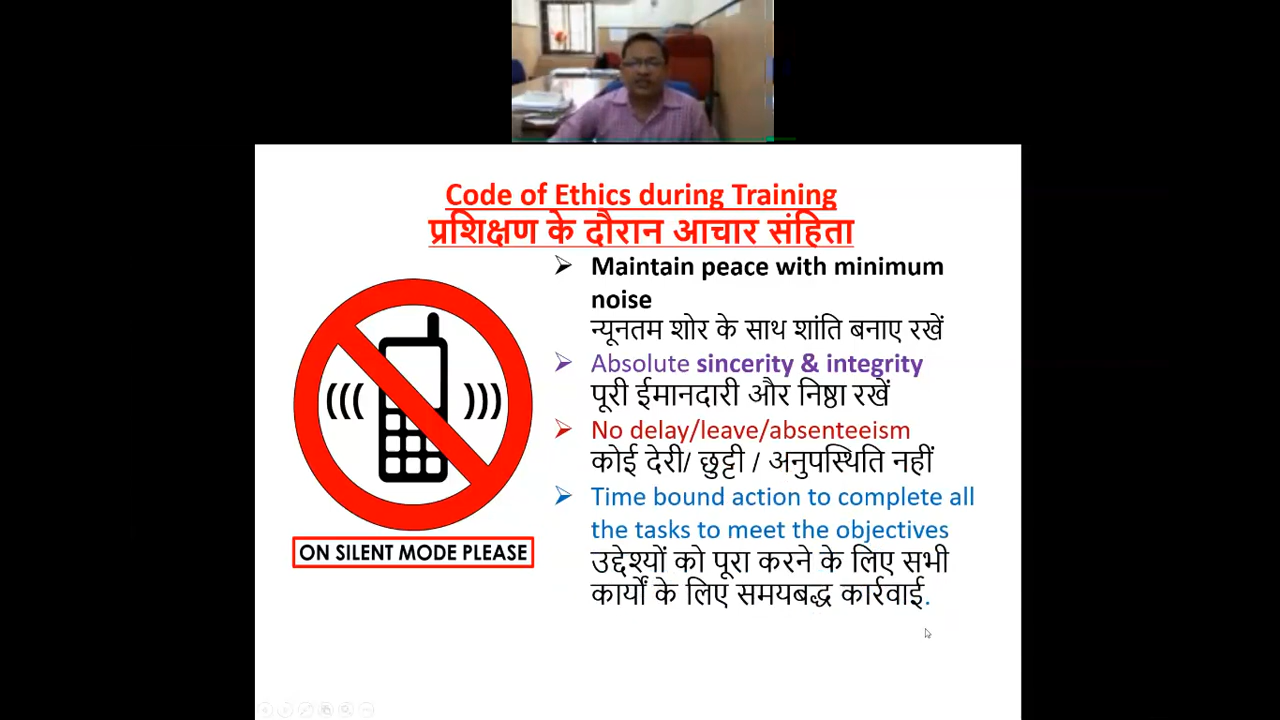 Code of Ethics during Training
प्रशिक्षण के दौरान आचार संहिता
Maintain peace with minimum
noise
न्यूनतम शोर के साथ शांति बनाए रखें
Absolute sincerity & integrity
पूरी ईमानदारी और निष्ठा रखें
No delay/leave/absenteeism
कोई देरी/ छुट्टी / अनुपस्थिति नहीं
Time bound action to complete all
the tasks to meet the objectives
उद्देश्यों को पूरा करने के लिए सभी
कार्यों के लिए समयबद्ध कार्रवाई.
ON SILENT MODE PLEASE